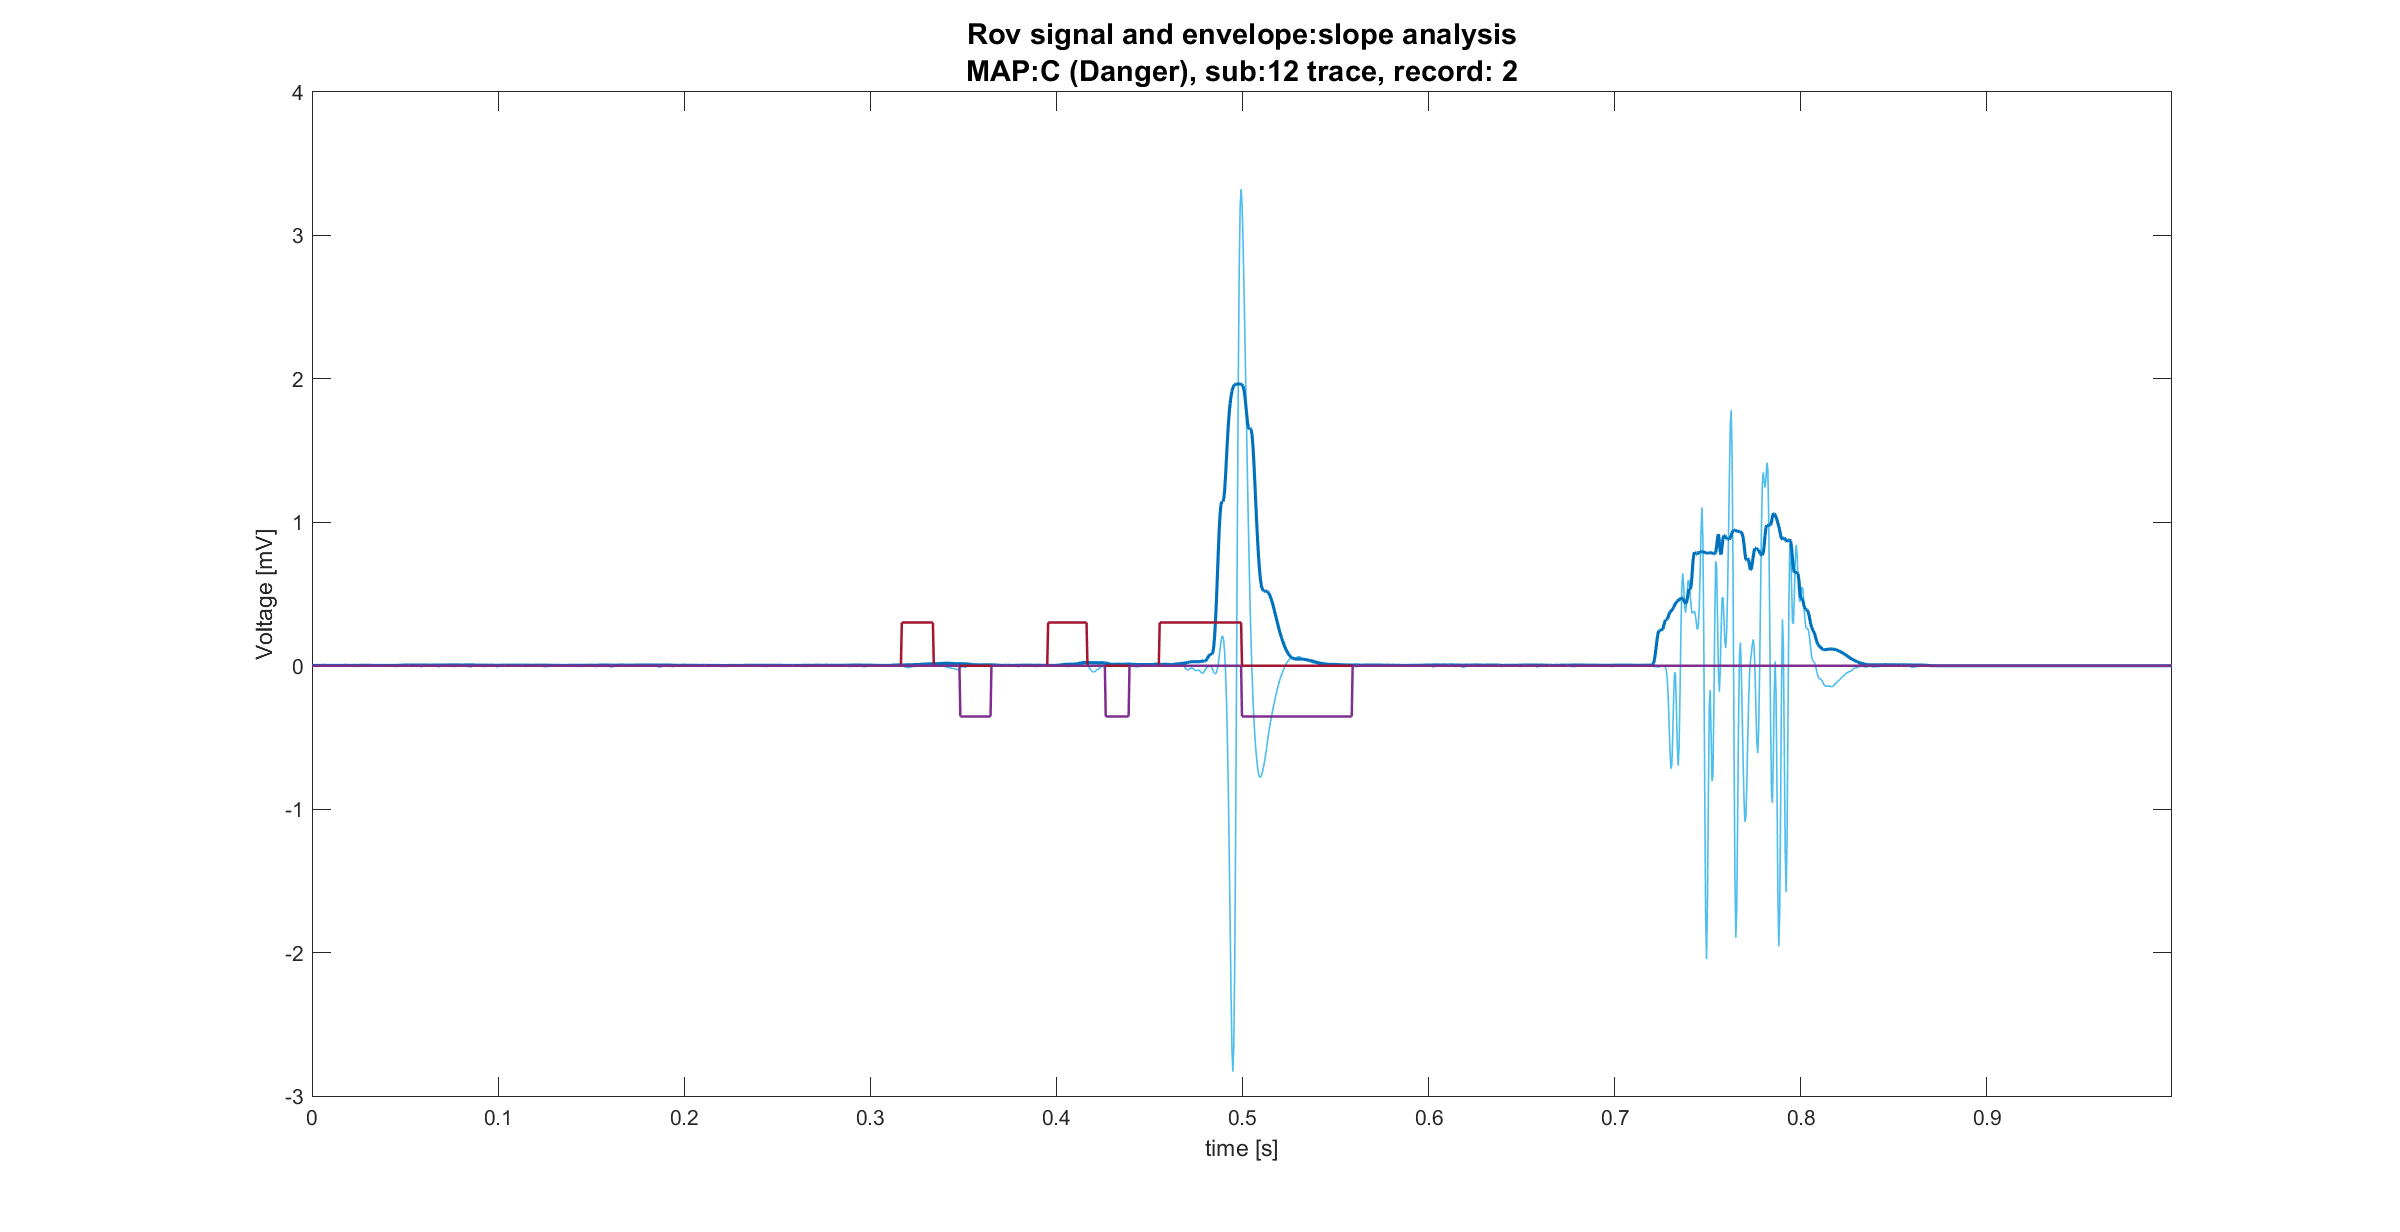 Rov signal and envelope:slope analysis
MAP:C (Danger), sub:12 trace, record: 2
4
3
2
1
0
-1
-2
-3
Voltage [mV]
0 0.1 0.2 0.3 0.4 0.5 0.6 0.7 0.8 0.9
time [s]